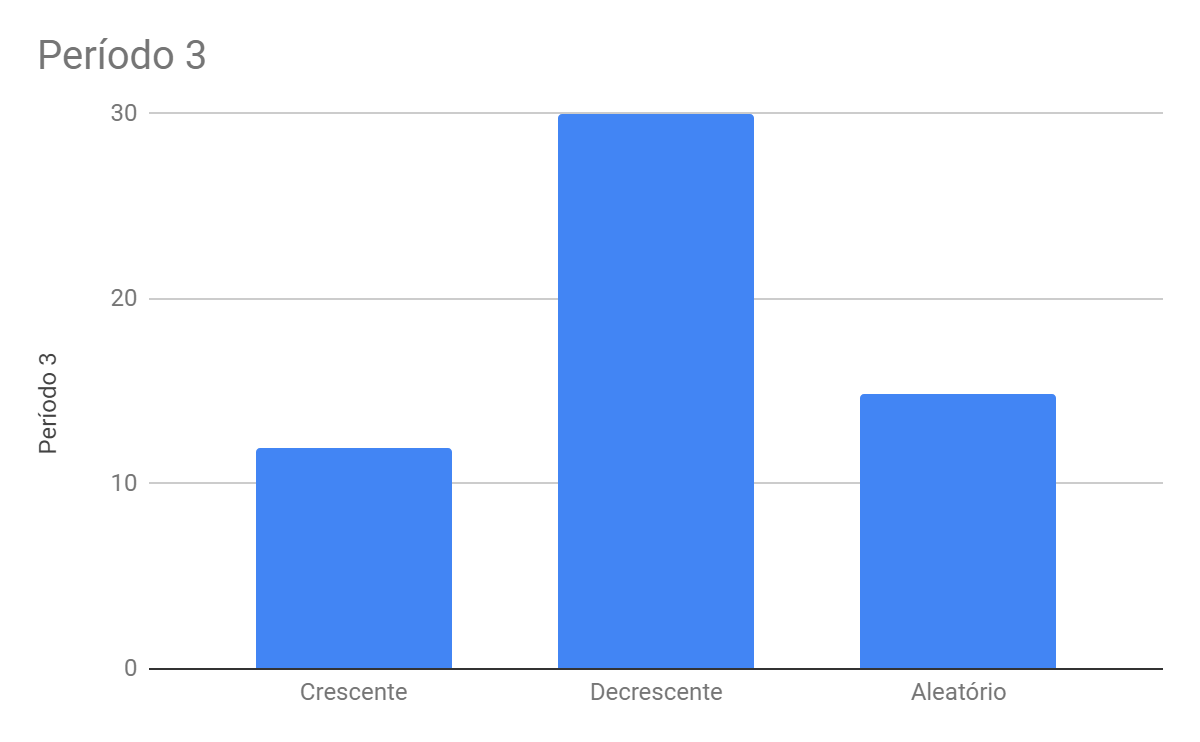 Período 3
30
20
10
0
Período 3
Crescente
Decrescente
Aleatório